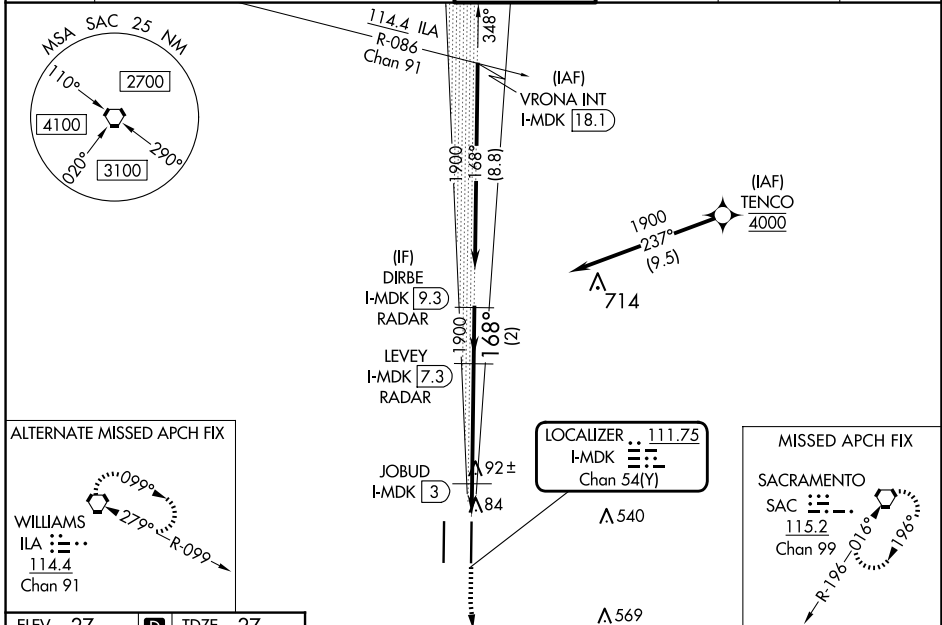 MSA SAC 25 NM
110°
2700
4100
020°
290°
3100
114.4 ILA
R-086
Chan 91
348°
(IAF)
VRONA INT
I-MDK 18.1
1900
168°
(8.8)
(IAF)
TENCO
4000
1900
237°
(9.5)
714
(IF)
DIRBE
I-MDK 9.3
RADAR
1900
168°
(2)
LEVEY
I-MDK 7.3
RADAR
JOBUD
I-MDK 3
92±
84
LOCALIZER 111.75
I-MDK
Chan 54(Y)
540
569
ALTERNATE MISSED APCH FIX
099°
279°
R-099
WILLIAMS
ILA
114.4
Chan 91
MISSED APCH FIX
SACRAMENTO
SAC
115.2
Chan 99
R-196
016°
196°
ELEV 27 D TDZE 27